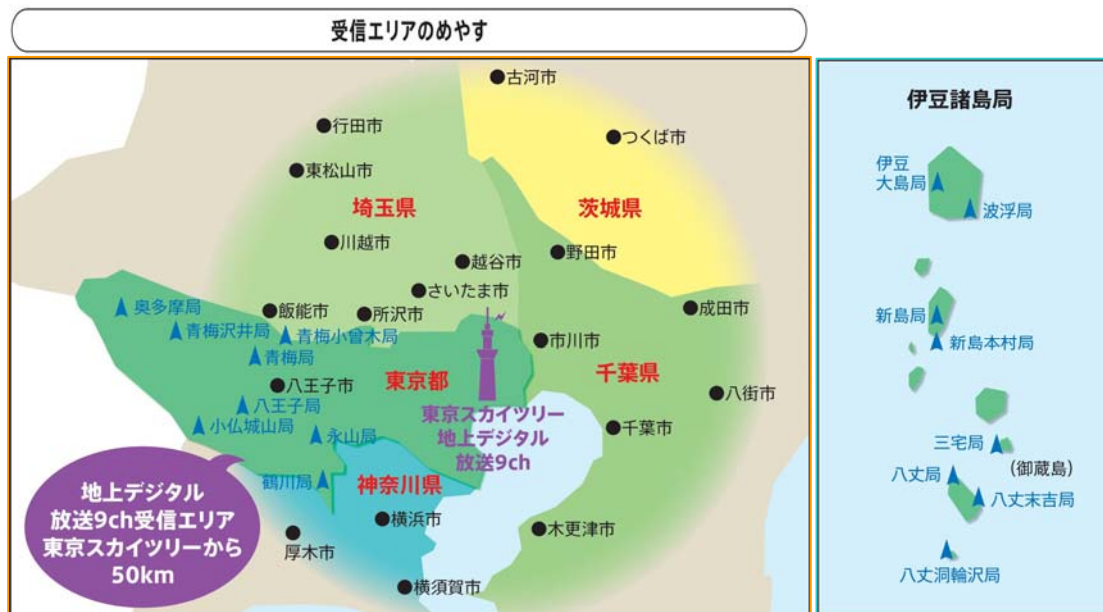 受信エリアのめやす
古河市
行田市
つくば市
東松山市
埼玉県
茨城県
川越市
野田市
越谷市
さいたま市
成田市
奥多摩局
飯能市
所沢市
青梅沢井局
青梅小曾木局
市川市
青梅局
東京都
千葉県
八王子市
八街市
八王子局
東京スカイツリー
地上デジタル
放送9ch
小仏城山局
永山局
千葉市
鶴川局
神奈川県
地上デジタル
放送9ch受信エリア
東京スカイツリーから
50km
横浜市
厚木市
木更津市
横須賀市
伊豆諸島局
伊豆
大島局
波浮局
新島局
新島本村局
三宅局
(御蔵島)
八丈局
八丈末吉局
八丈洞輪沢局